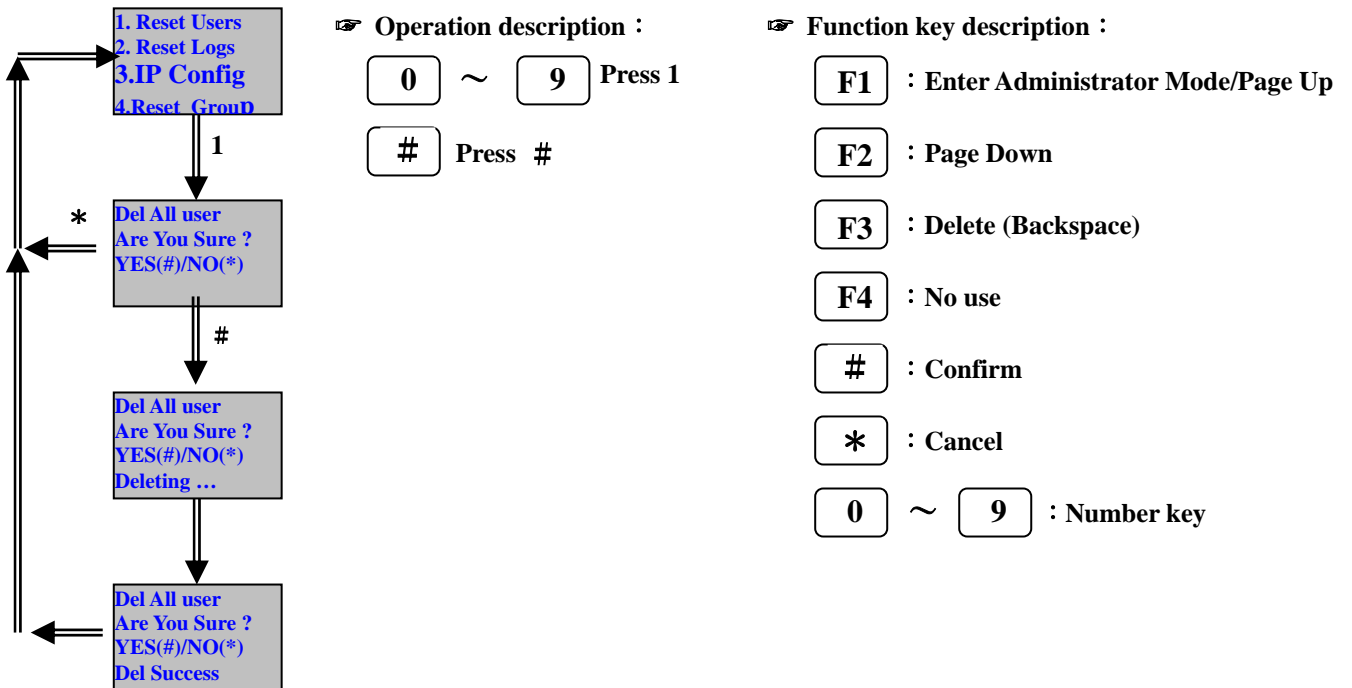 1. Reset Users
2. Reset Logs
3.IP Config
4.Reset Group
1
*
Del All user
Are You Sure ?
YES(#)/NO(*)
#
Del All user
Are You Sure ?
YES(#)/NO(*)
Deleting …
Del All user
Are You Sure ?
YES(#)/NO(*)
Del Success
☞ Operation description：
0 ～ 9 Press 1
# Press #
☞ Function key description：
F1 ：Enter Administrator Mode/Page Up
F2 ：Page Down
F3 ：Delete (Backspace)
F4 ：No use
# ：Confirm
* ：Cancel
0 ～ 9 ：Number key